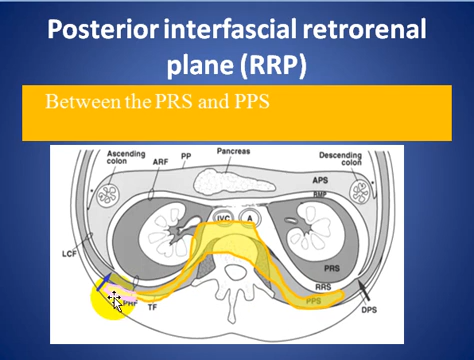 Posterior interfascial retrorenal
plane (RRP)
Between the PRS and PPS
Ascending
colon
ARF
PP
Pancreas
Descending
colon
APS
RMP
IVC
A
LCF
PRS
RRS
PPS
PHF
TF
DPS